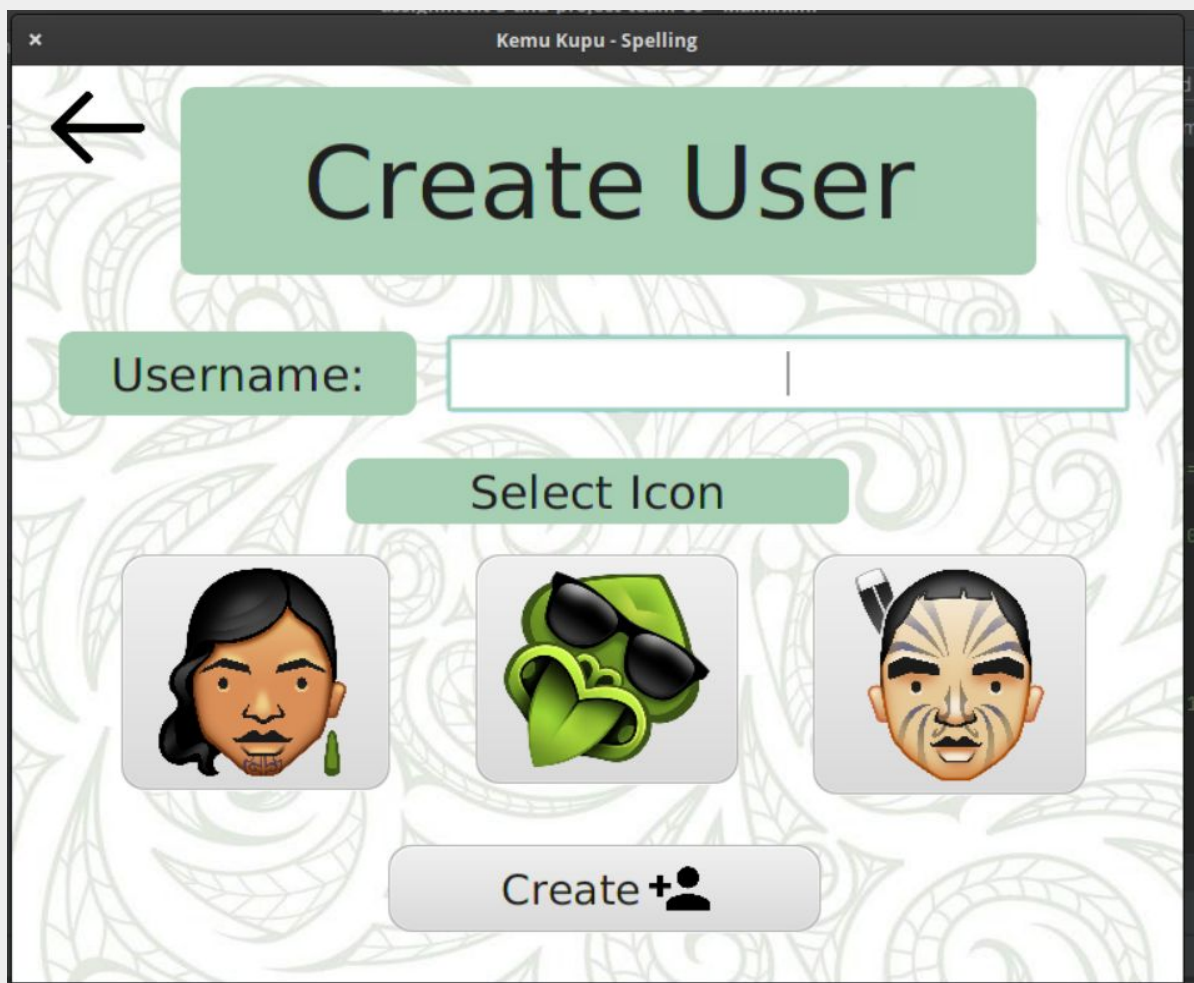 Kemu Kupu - Spelling
Create User
Username:
Select Icon
Create